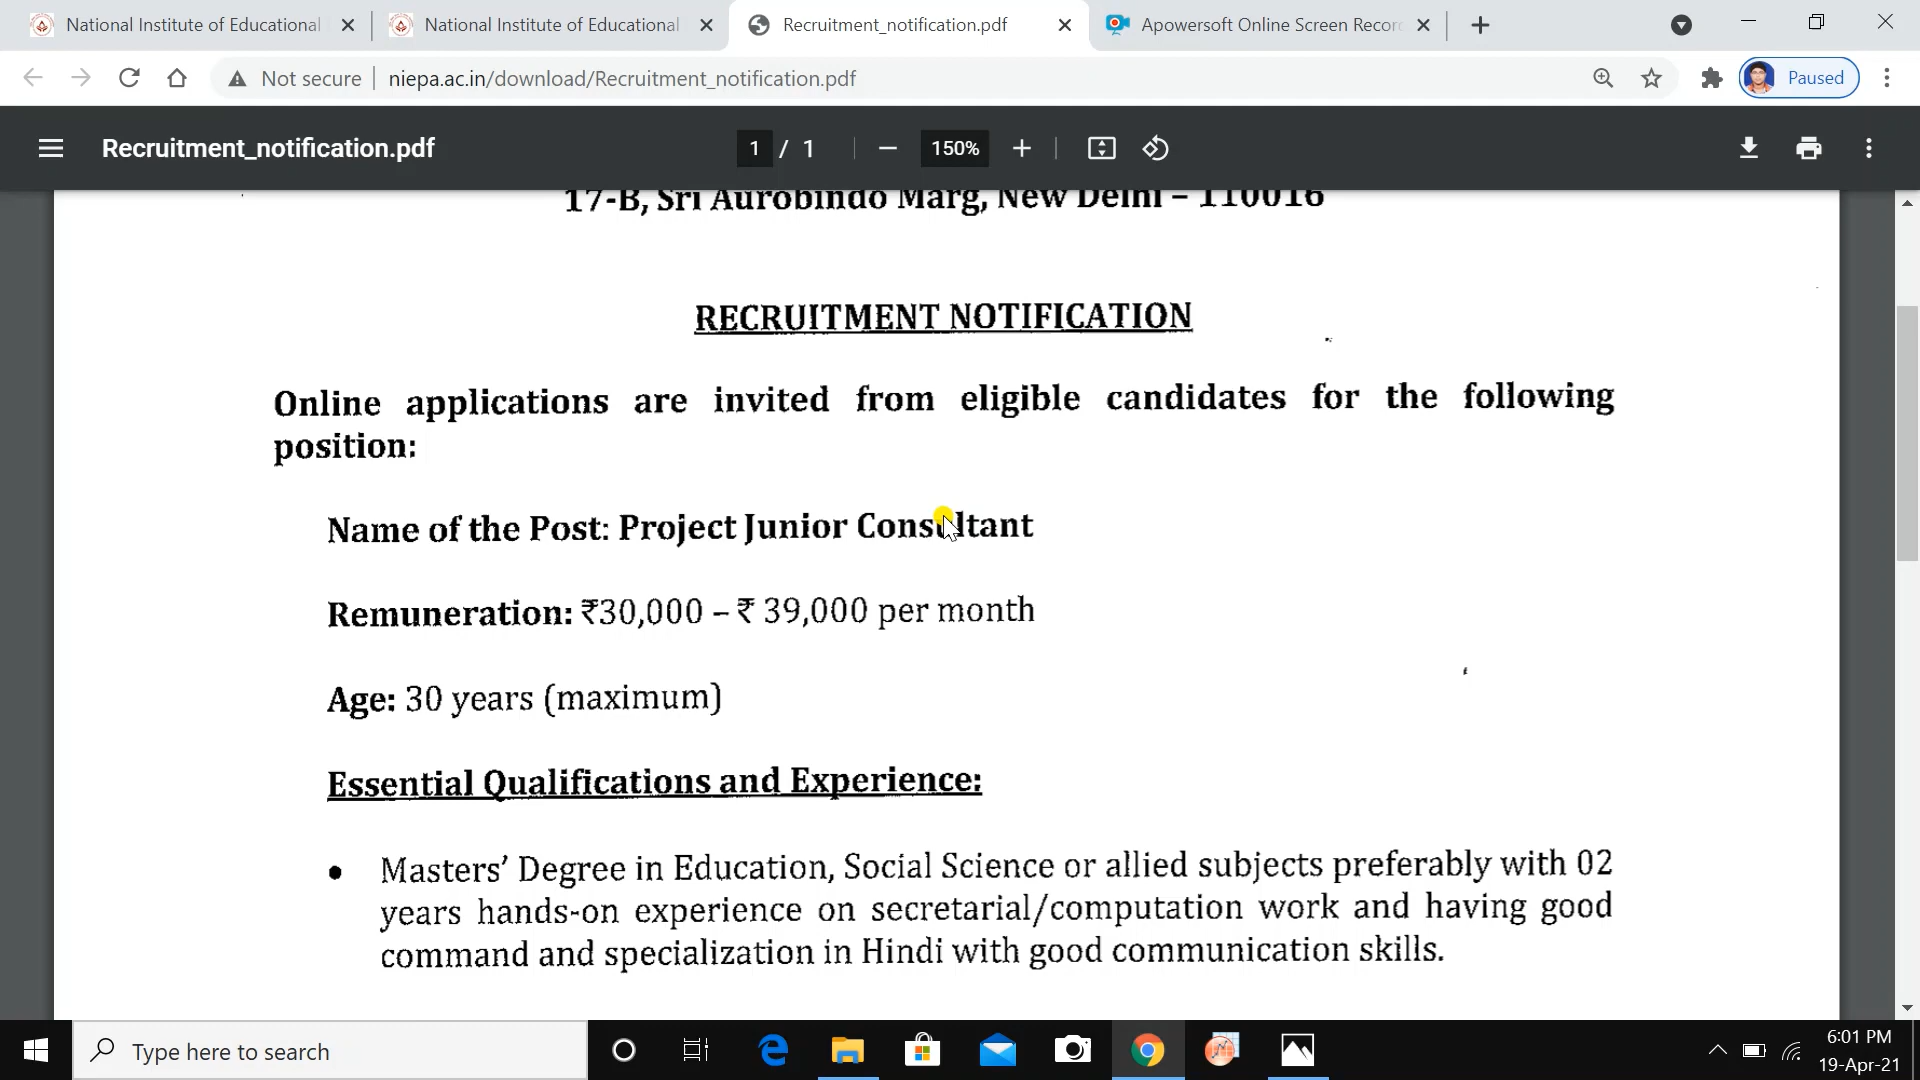 National Institute of Educational
National Institute of Educational
Recruitment_notification.pdf
Apowersoft Online Screen Recor
Not secure
niepa.ac.in/download/Recruitment_notification.pdf
Paused
Recruitment_notification.pdf
1 / 1
150%
17-B, Sri Aurobindo Marg, New Delhi – 110016
RECRUITMENT NOTIFICATION
Online applications are invited from eligible candidates for the following
position:
Name of the Post: Project Junior Consultant
Remuneration: ₹30,000 – ₹ 39,000 per month
Age: 30 years (maximum)
Essential Qualifications and Experience:
• Masters’ Degree in Education, Social Science or allied subjects preferably with 02
years hands-on experience on secretarial/computation work and having good
command and specialization in Hindi with good communication skills.
Type here to search
6:01 PM
19-Apr-21